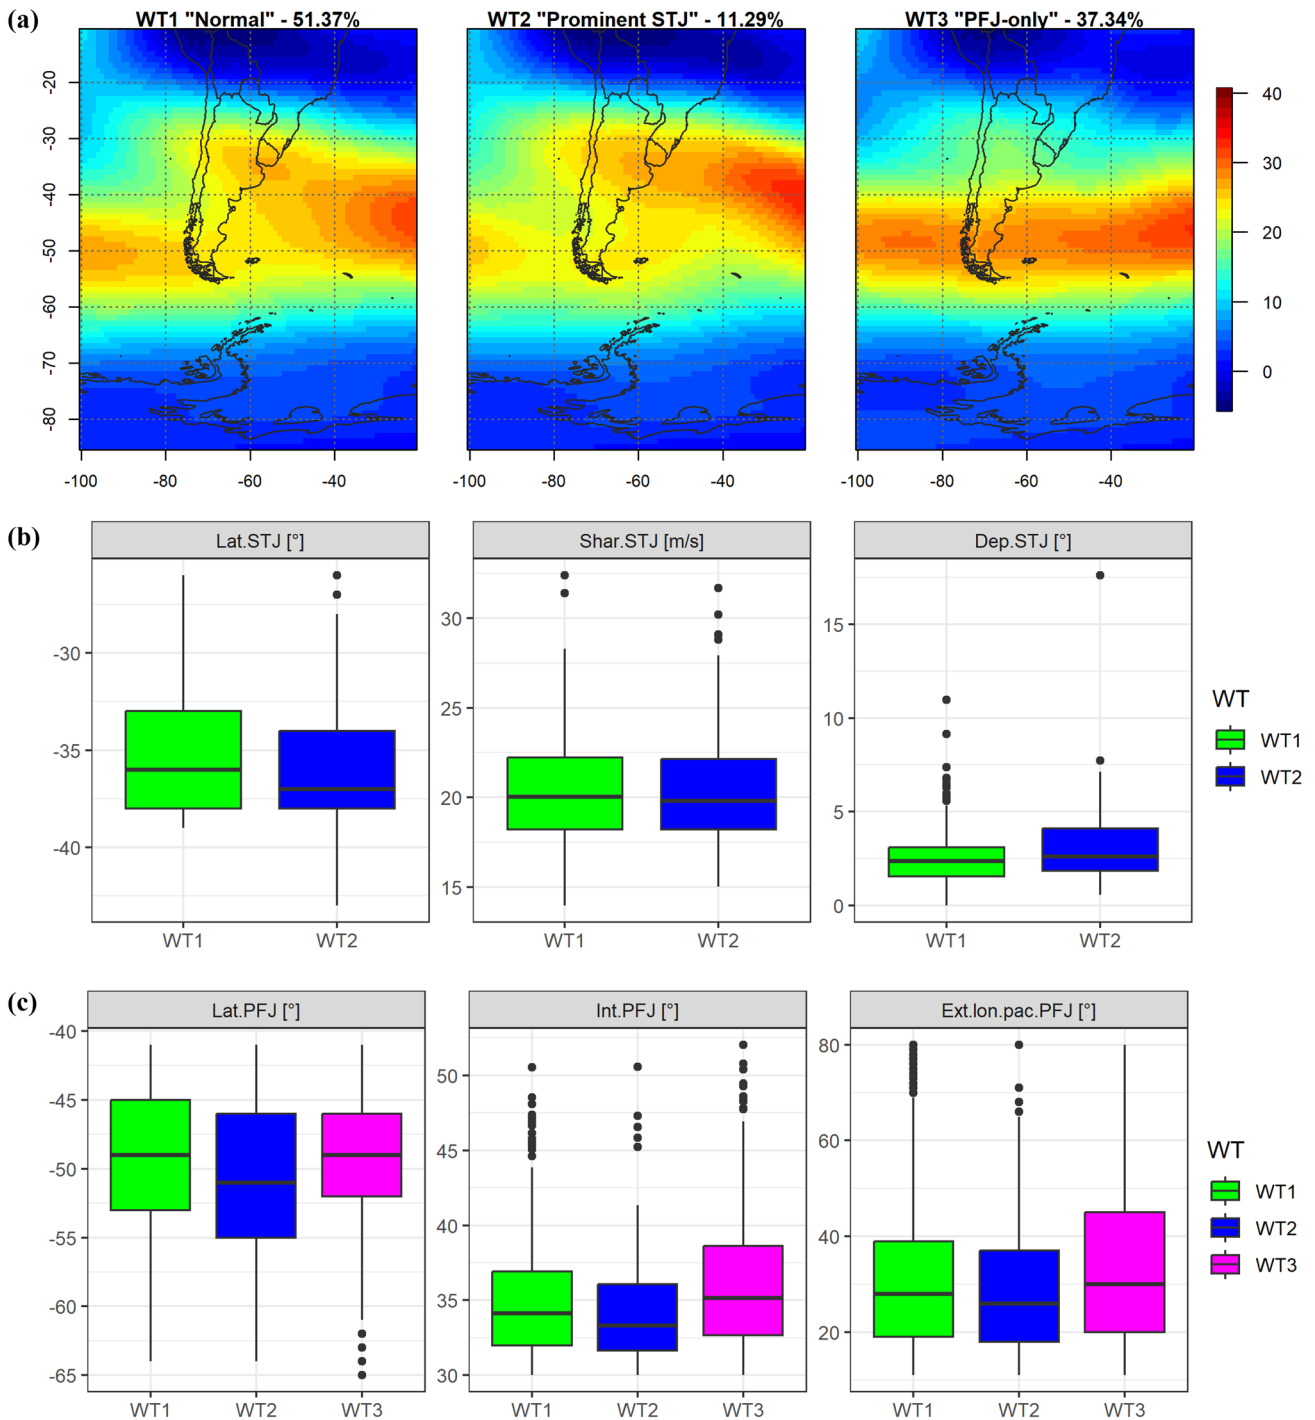 (a)
WT1 "Normal" - 51.37%
WT2 "Prominent STJ" - 11.29%
WT3 "PFJ-only" - 37.34%
-20
-30
-40
-50
-60
-70
-80
-100
-80
-60
-40
-100
-80
-60
-40
-100
-80
-60
-40
40
30
20
10
0
(b)
Lat.STJ [°]
-30
-35
-40
WT1
WT2
Shar.STJ [m/s]
30
25
20
15
WT1
WT2
Dep.STJ [°]
15
10
5
0
WT1
WT2
WT
WT1
WT2
(c)
Lat.PFJ [°]
-40
-45
-50
-55
-60
-65
WT1
WT2
WT3
Int.PFJ [°]
50
45
40
35
30
WT1
WT2
WT3
Ext.lon.pac.PFJ [°]
80
60
40
20
WT1
WT2
WT3
WT
WT1
WT2
WT3